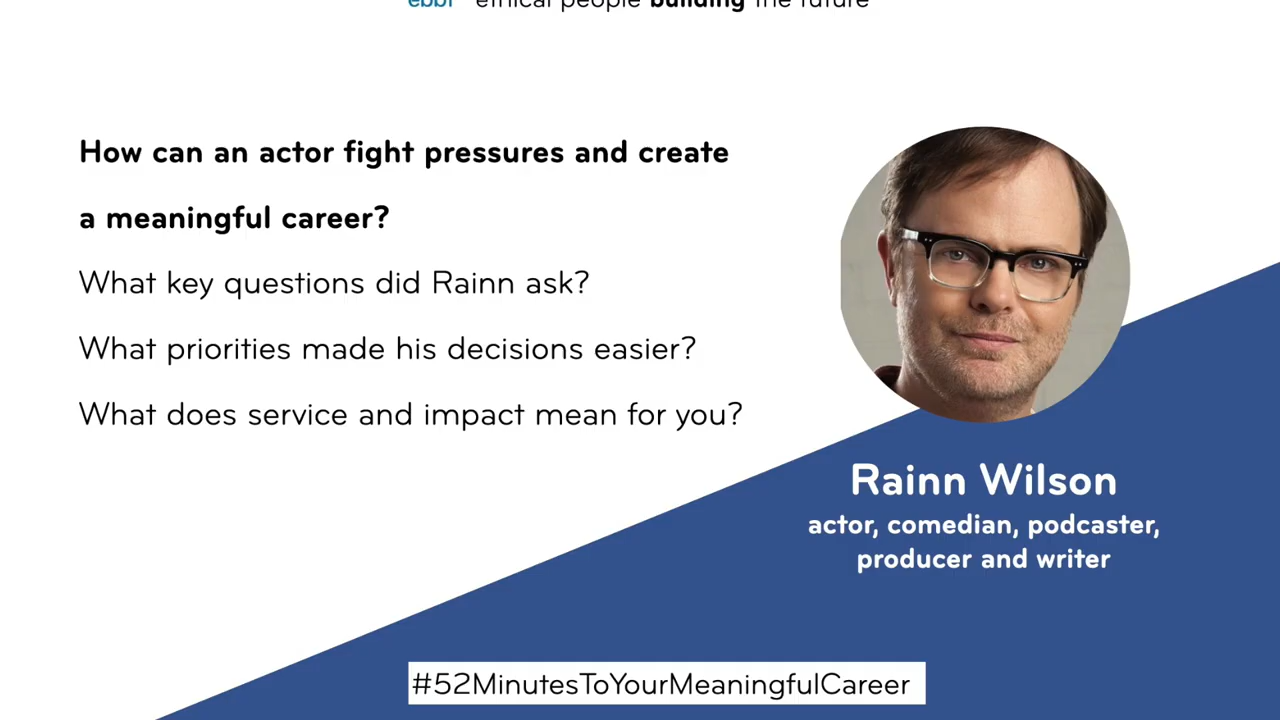 ebbf ethical people building the future
How can an actor fight pressures and create
a meaningful career?
What key questions did Rainn ask?
What priorities made his decisions easier?
What does service and impact mean for you?
Rainn Wilson
actor, comedian, podcaster,
producer and writer
#52MinutesToYourMeaningfulCareer